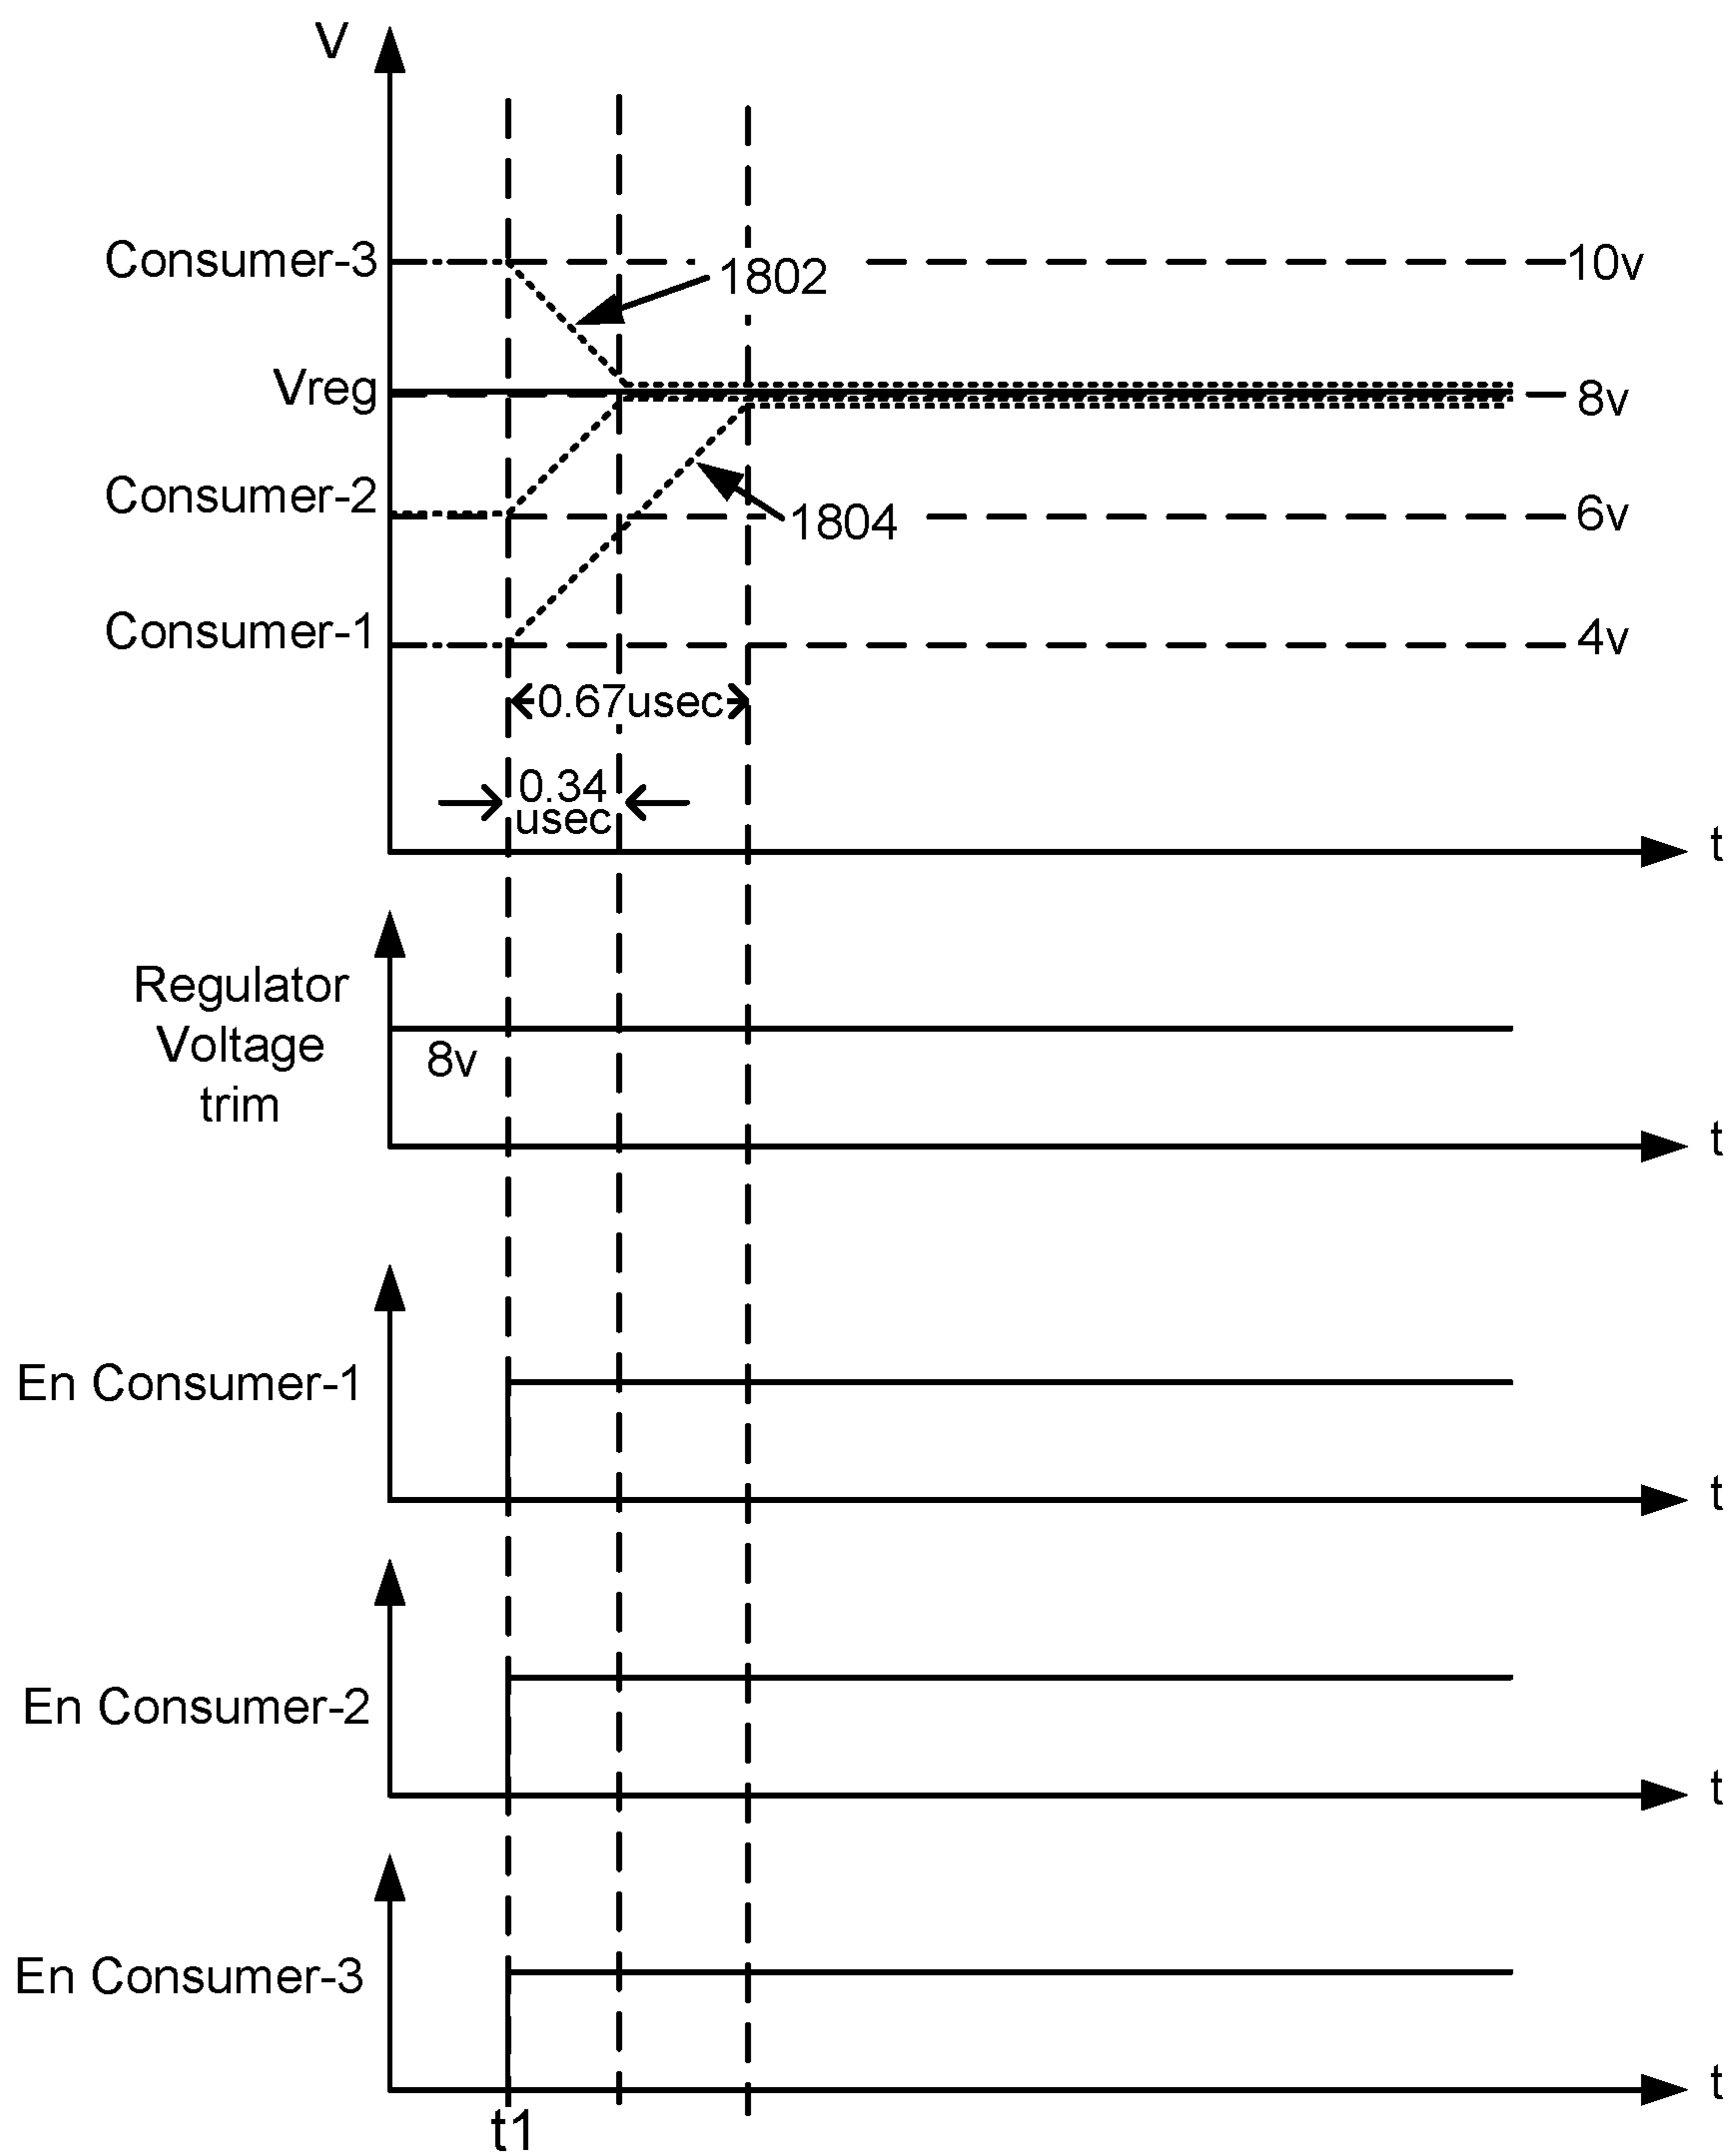 V
Consumer-3
10v
1802
Vreg
8v
Consumer-2
6v
1804
Consumer-1
4v
0.67usec
0.34
usec
t
Regulator
Voltage
trim
8v
t
En Consumer-1
t
En Consumer-2
t
En Consumer-3
t
t1